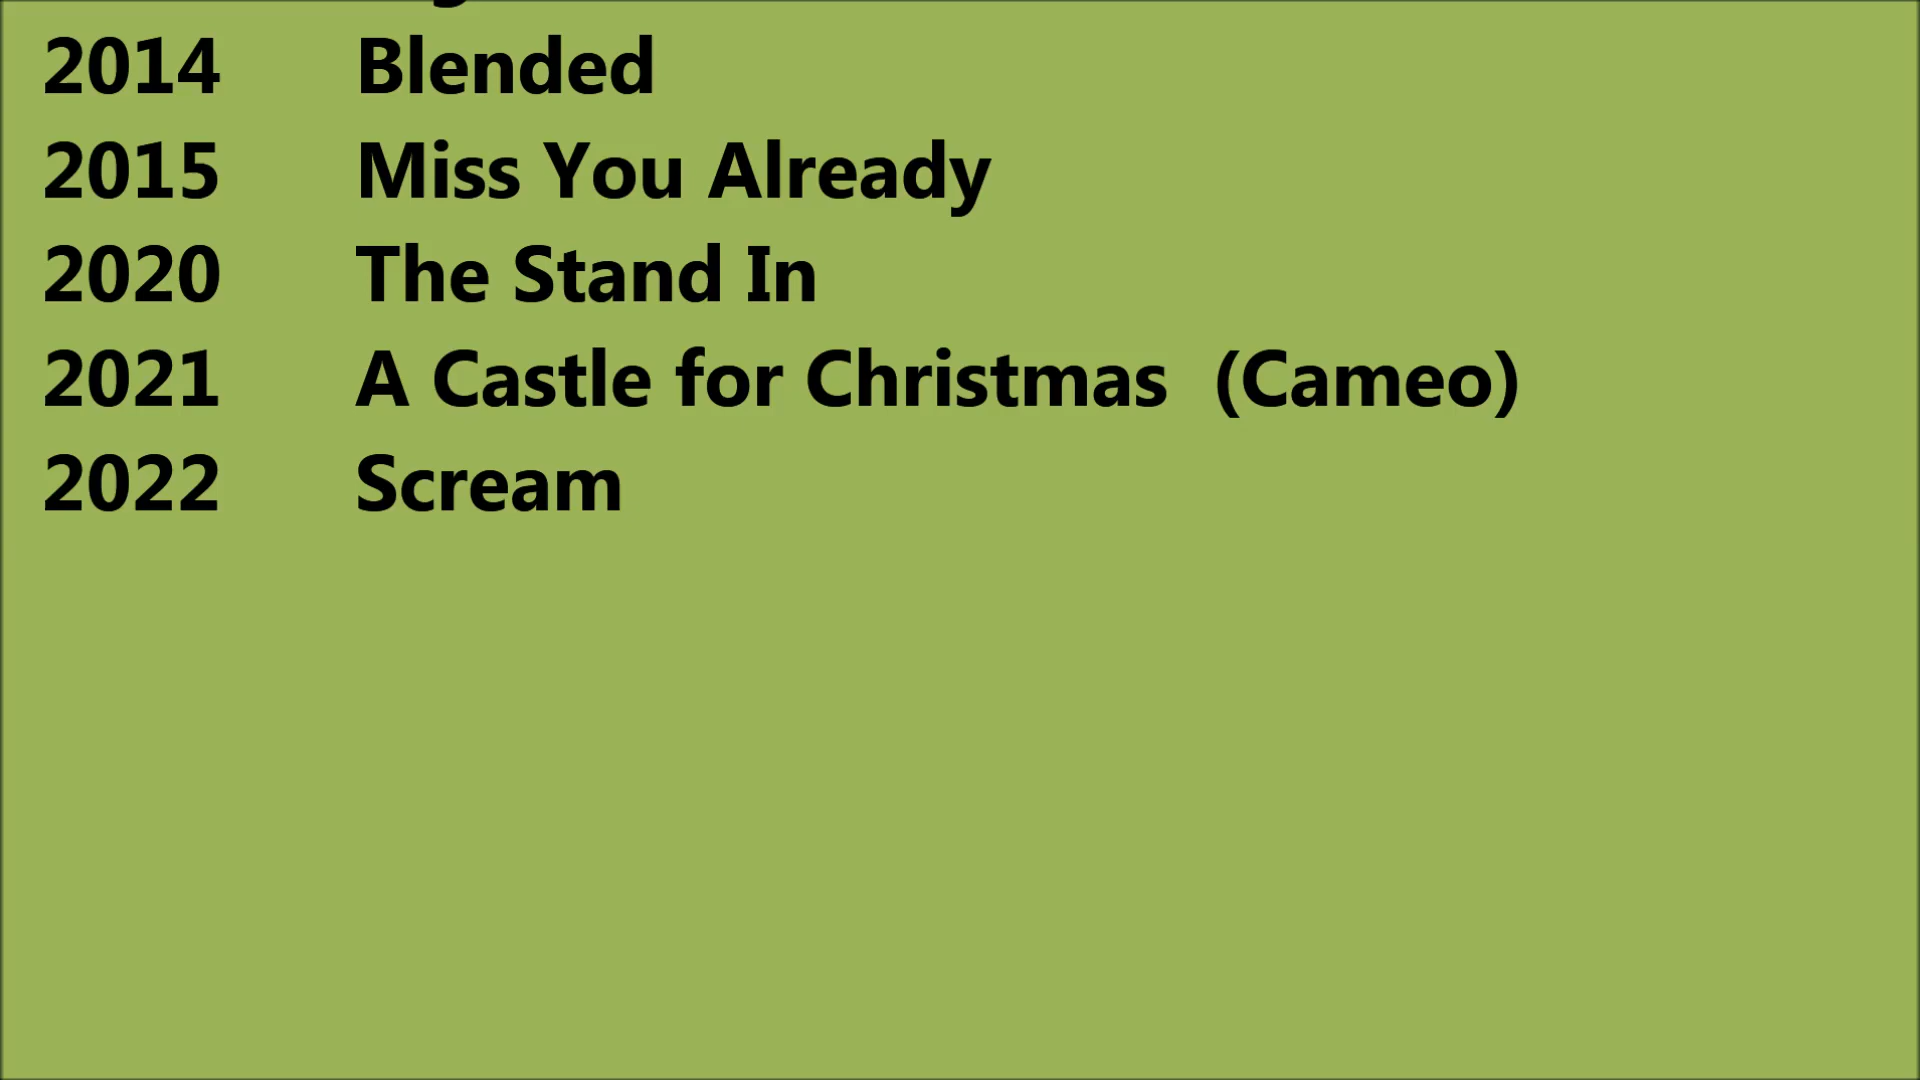 2014 Blended
2015 Miss You Already
2020 The Stand In
2021 A Castle for Christmas (Cameo)
2022 Scream